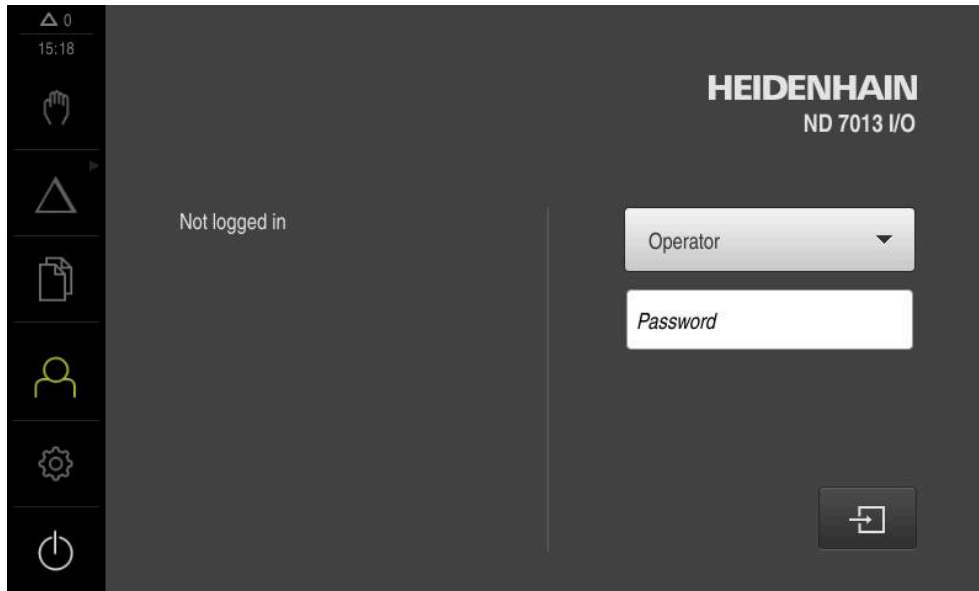 0
15:18
HEIDENHAIN
ND 7013 I/O
Not logged in
Operator
Password